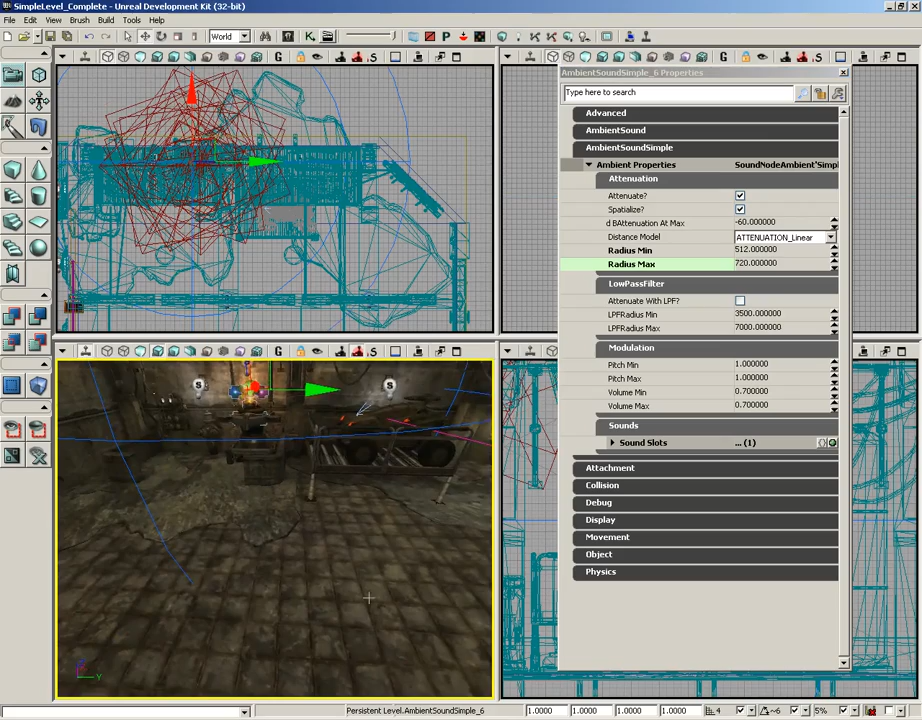 SimpleLevel_Complete - Unreal Development Kit (32-bit)
File Edit View Brush Build Tools Help
World
G
G
G
AmbientSoundSimple_6 Properties
Type here to search
Advanced
AmbientSound
AmbientSoundSimple
Ambient Properties SoundNodeAmbient'Simpl
Attenuation
Attenuate?
Spatialize?
d BAttenuation At Max -60.000000
Distance Model ATTENUATION_Linear
Radius Min 512.000000
Radius Max 720.000000
LowPassFilter
Attenuate With LPF?
LPFRadius Min 3500.000000
LPFRadius Max 7000.000000
Modulation
Pitch Min 1.000000
Pitch Max 1.000000
Volume Min 0.700000
Volume Max 0.700000
Sounds
Sound Slots ... (1)
Attachment
Collision
Debug
Display
Movement
Object
Physics
G
S S
Y
Persistent Level.AmbientSoundSimple_6 1.0000 1.0000 1.0000 1.0000 4 ~6 5%